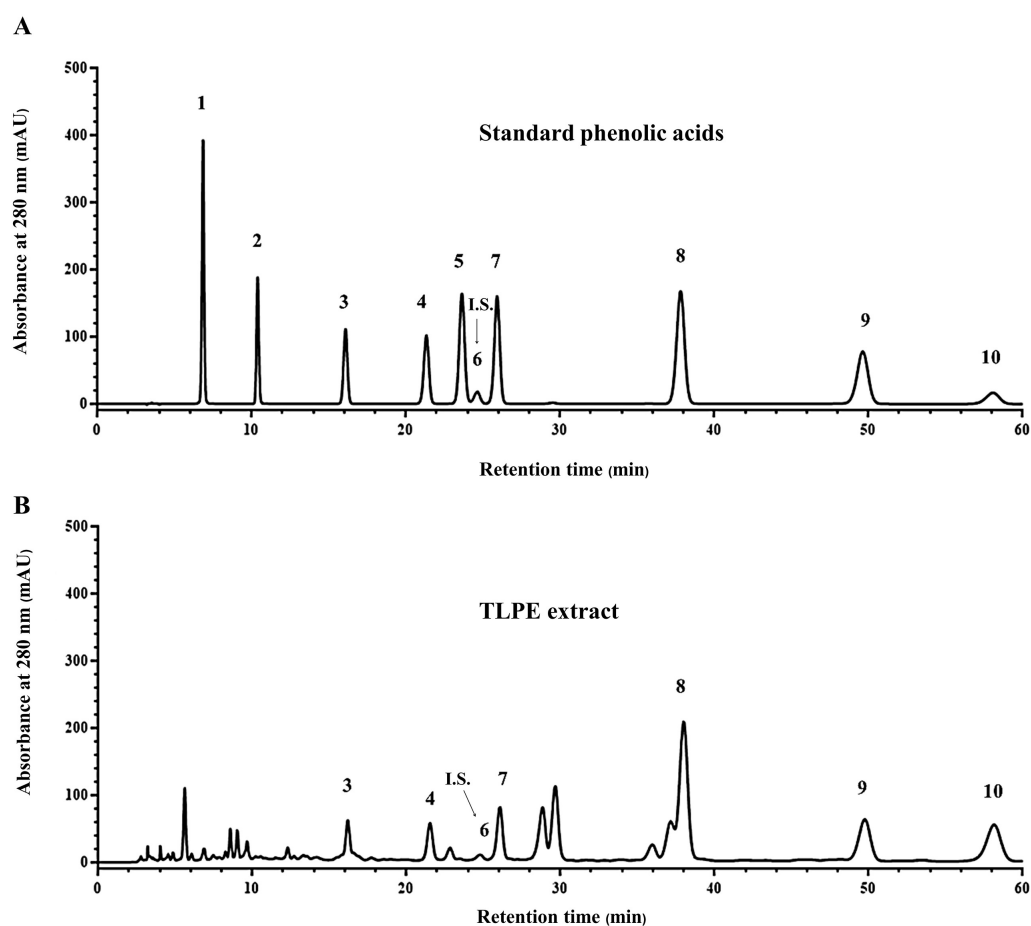 A
500
400
300
200
100
0
Absorbance at 280 nm (mAU)
Standard phenolic acids
1
2
3
4
5
I.S.
6
7
8
9
10
0 10 20 30 40 50 60
Retention time (min)
B
500
400
300
200
100
0
Absorbance at 280 nm (mAU)
TLPE extract
3
4
I.S.
6
7
8
9
10
0 10 20 30 40 50 60
Retention time (min)